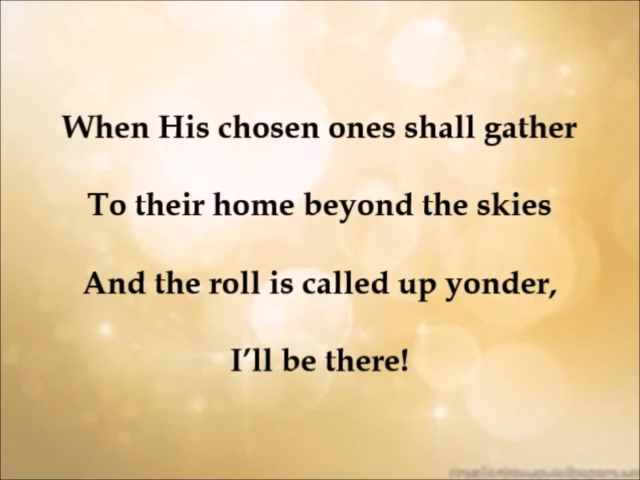 When His chosen ones shall gather
To their home beyond the skies
And the roll is called up yonder,
I’ll be there!